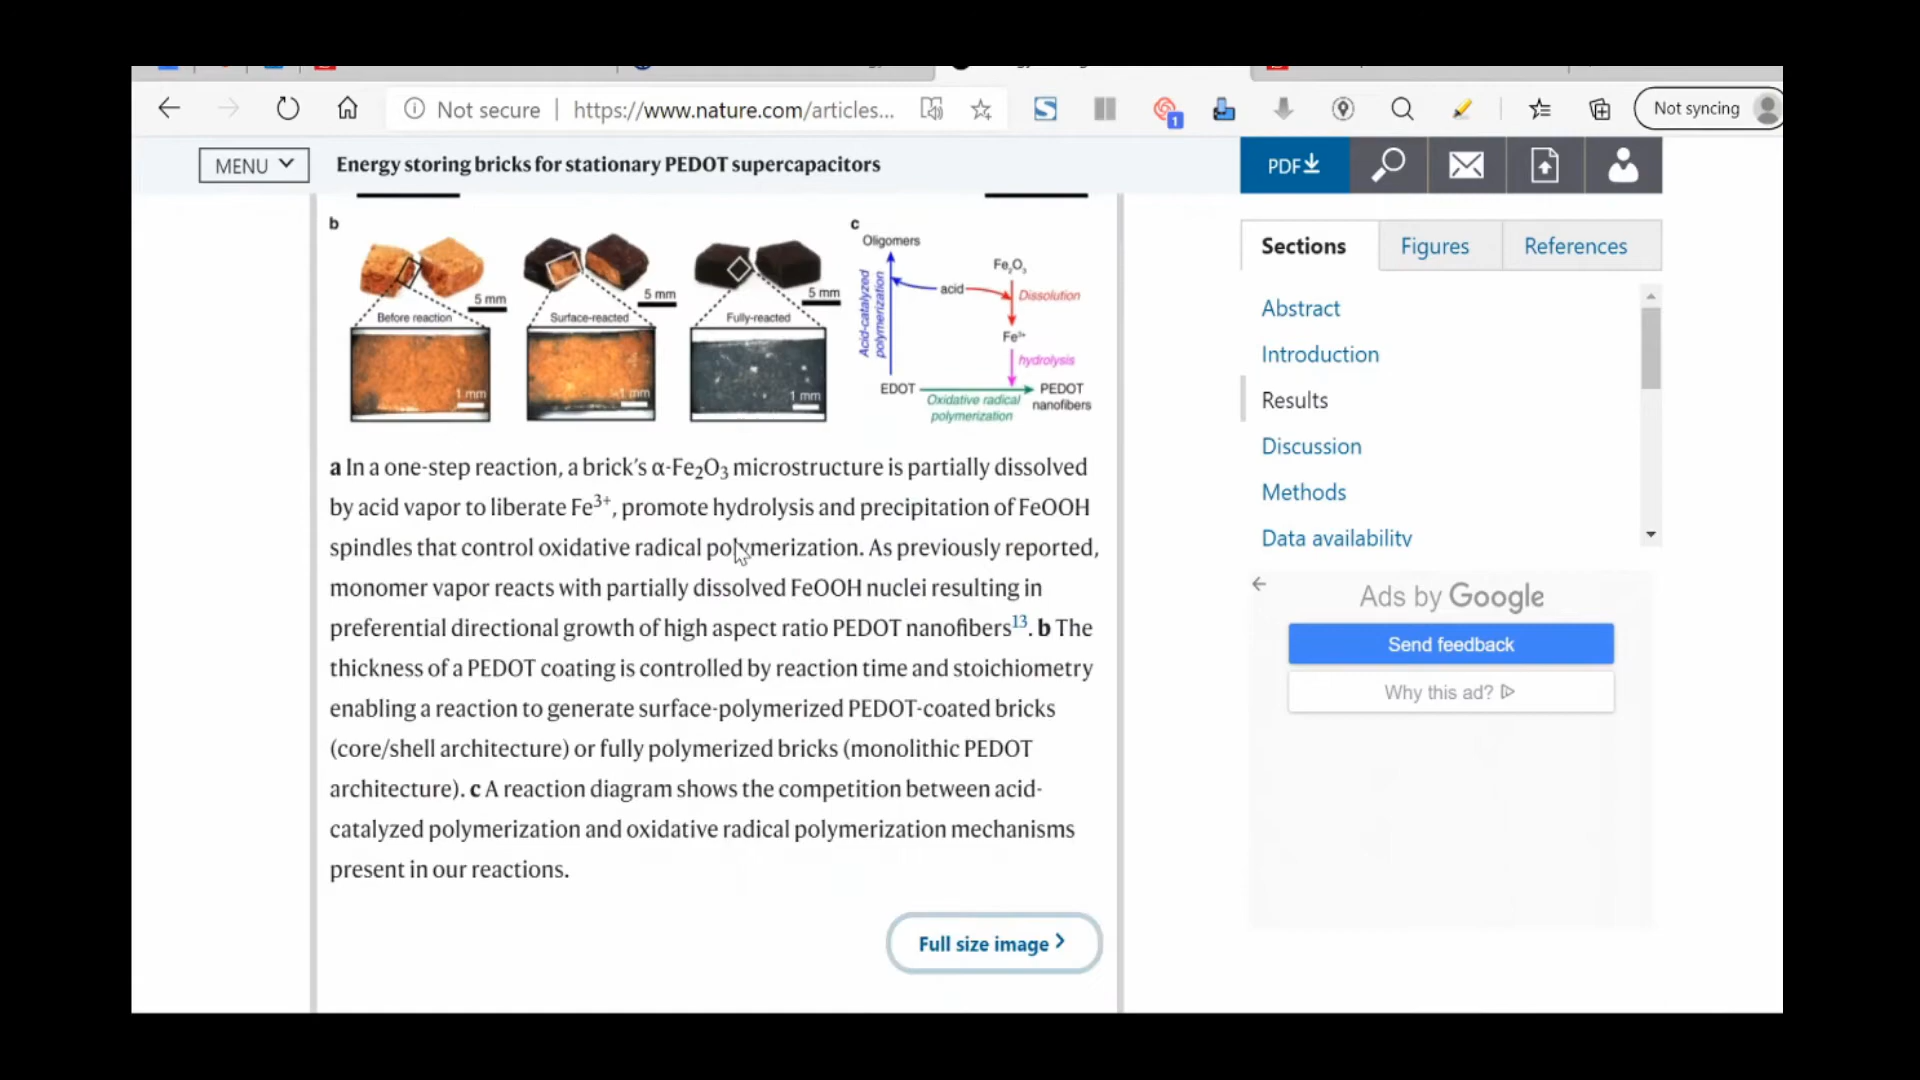 Not secure
https://www.nature.com/articles...
1
Not syncing
MENU
Energy storing bricks for stationary PEDOT supercapacitors
PDF
b
5 mm
5 mm
5 mm
Before reaction
Surface-reacted
Fully-reacted
1 mm
1 mm
1 mm
c
Oligomers
Acid-catalyzed
polymerization
acid
Fe₂O₃
Dissolution
Fe³⁺
hydrolysis
EDOT
PEDOT
nanofibers
Oxidative radical
polymerization
a In a one-step reaction, a brick's α-Fe₂O₃ microstructure is partially dissolved
by acid vapor to liberate Fe³⁺, promote hydrolysis and precipitation of FeOOH
spindles that control oxidative radical polymerization. As previously reported,
monomer vapor reacts with partially dissolved FeOOH nuclei resulting in
preferential directional growth of high aspect ratio PEDOT nanofibers¹³. b The
thickness of a PEDOT coating is controlled by reaction time and stoichiometry
enabling a reaction to generate surface-polymerized PEDOT-coated bricks
(core/shell architecture) or fully polymerized bricks (monolithic PEDOT
architecture). c A reaction diagram shows the competition between acid-
catalyzed polymerization and oxidative radical polymerization mechanisms
present in our reactions.
Full size image
Sections
Figures
References
Abstract
Introduction
Results
Discussion
Methods
Data availability
Ads by Google
Send feedback
Why this ad?